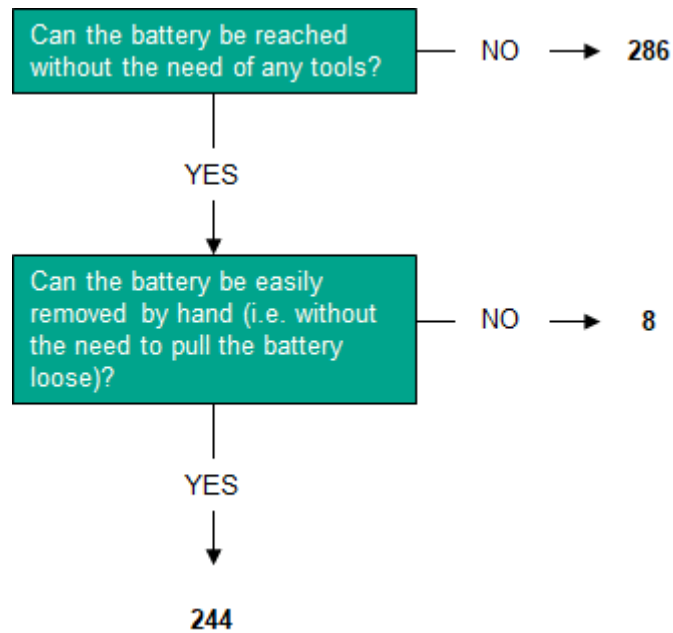 Can the battery be reached
without the need of any tools?
NO
286
YES
Can the battery be easily
removed by hand (i.e. without
the need to pull the battery
loose)?
NO
8
YES
244